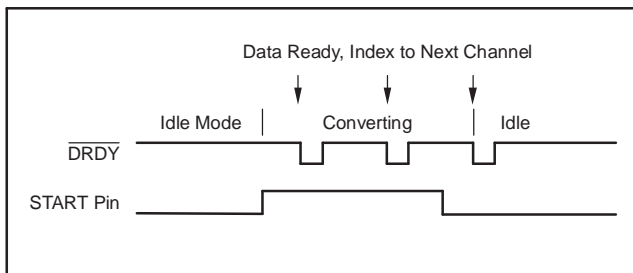 Data Ready, Index to Next Channel
Idle Mode Converting Idle
DRDY
START Pin